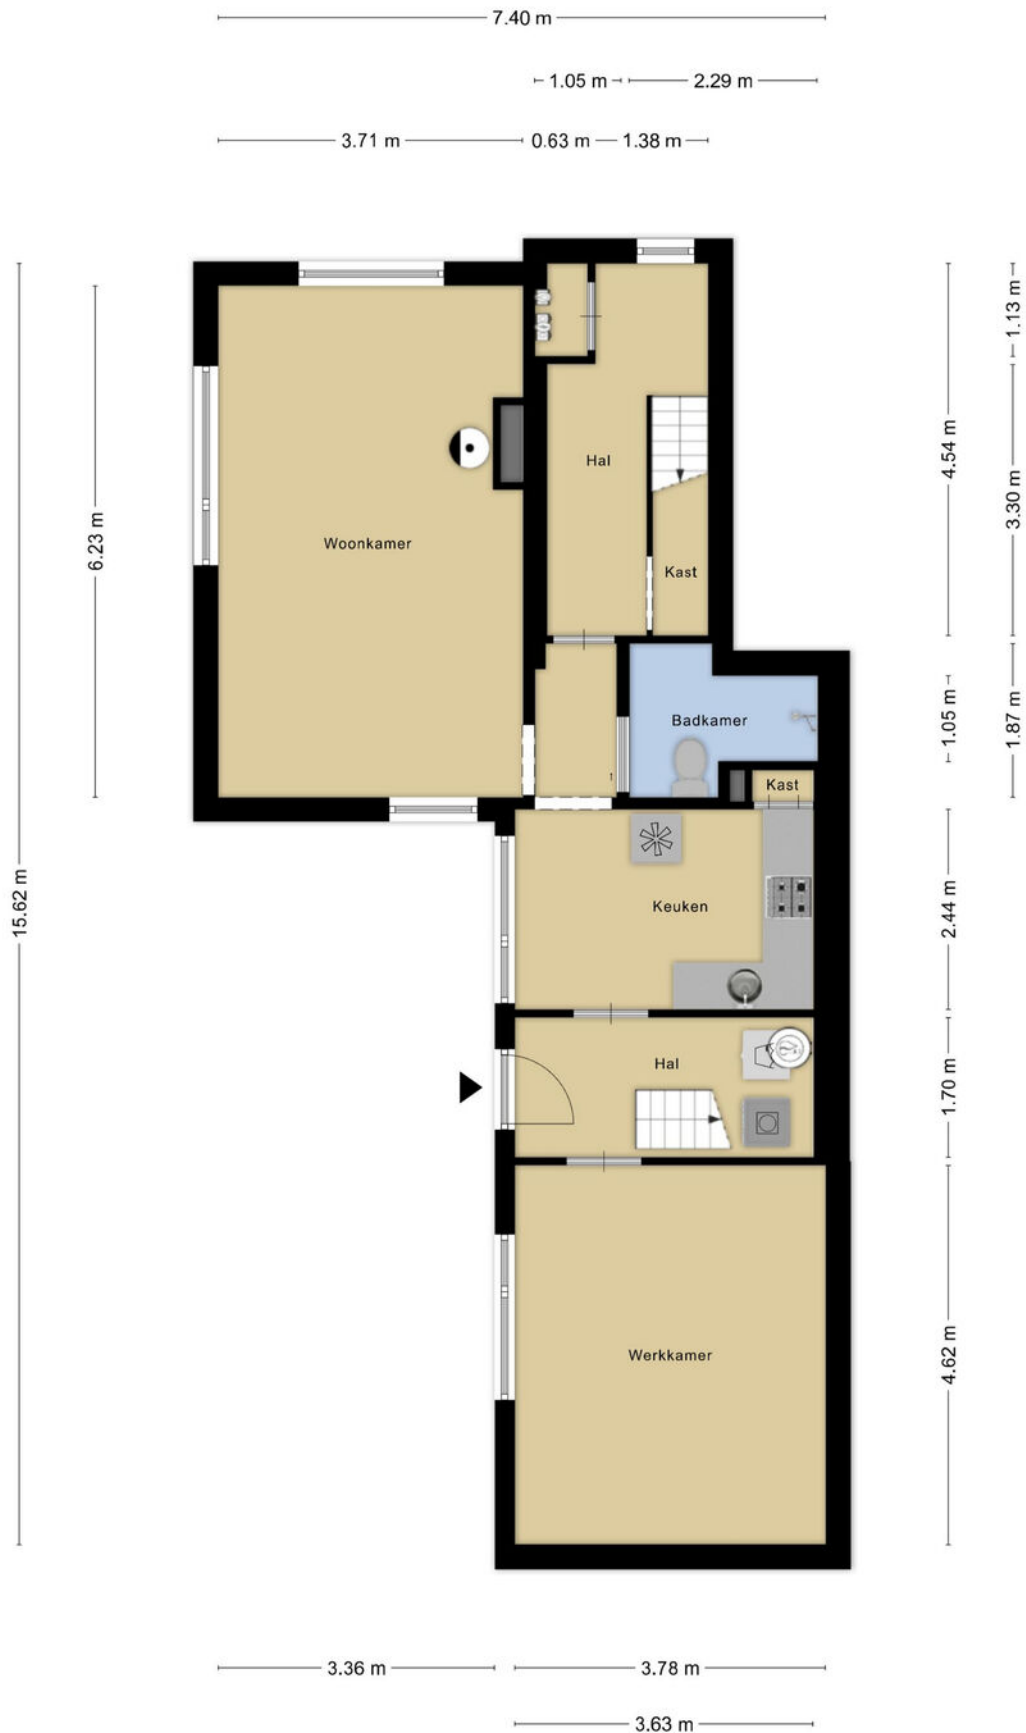 7.40 m
1.05 m
2.29 m
3.71 m
0.63 m
1.38 m
1.13 m
4.54 m
Hal
3.30 m
6.23 m
Woonkamer
Kast
1.05 m
1.87 m
Badkamer
Kast
15.62 m
Keuken
2.44 m
Hal
1.70 m
Werkkamer
4.62 m
3.36 m
3.78 m
3.63 m